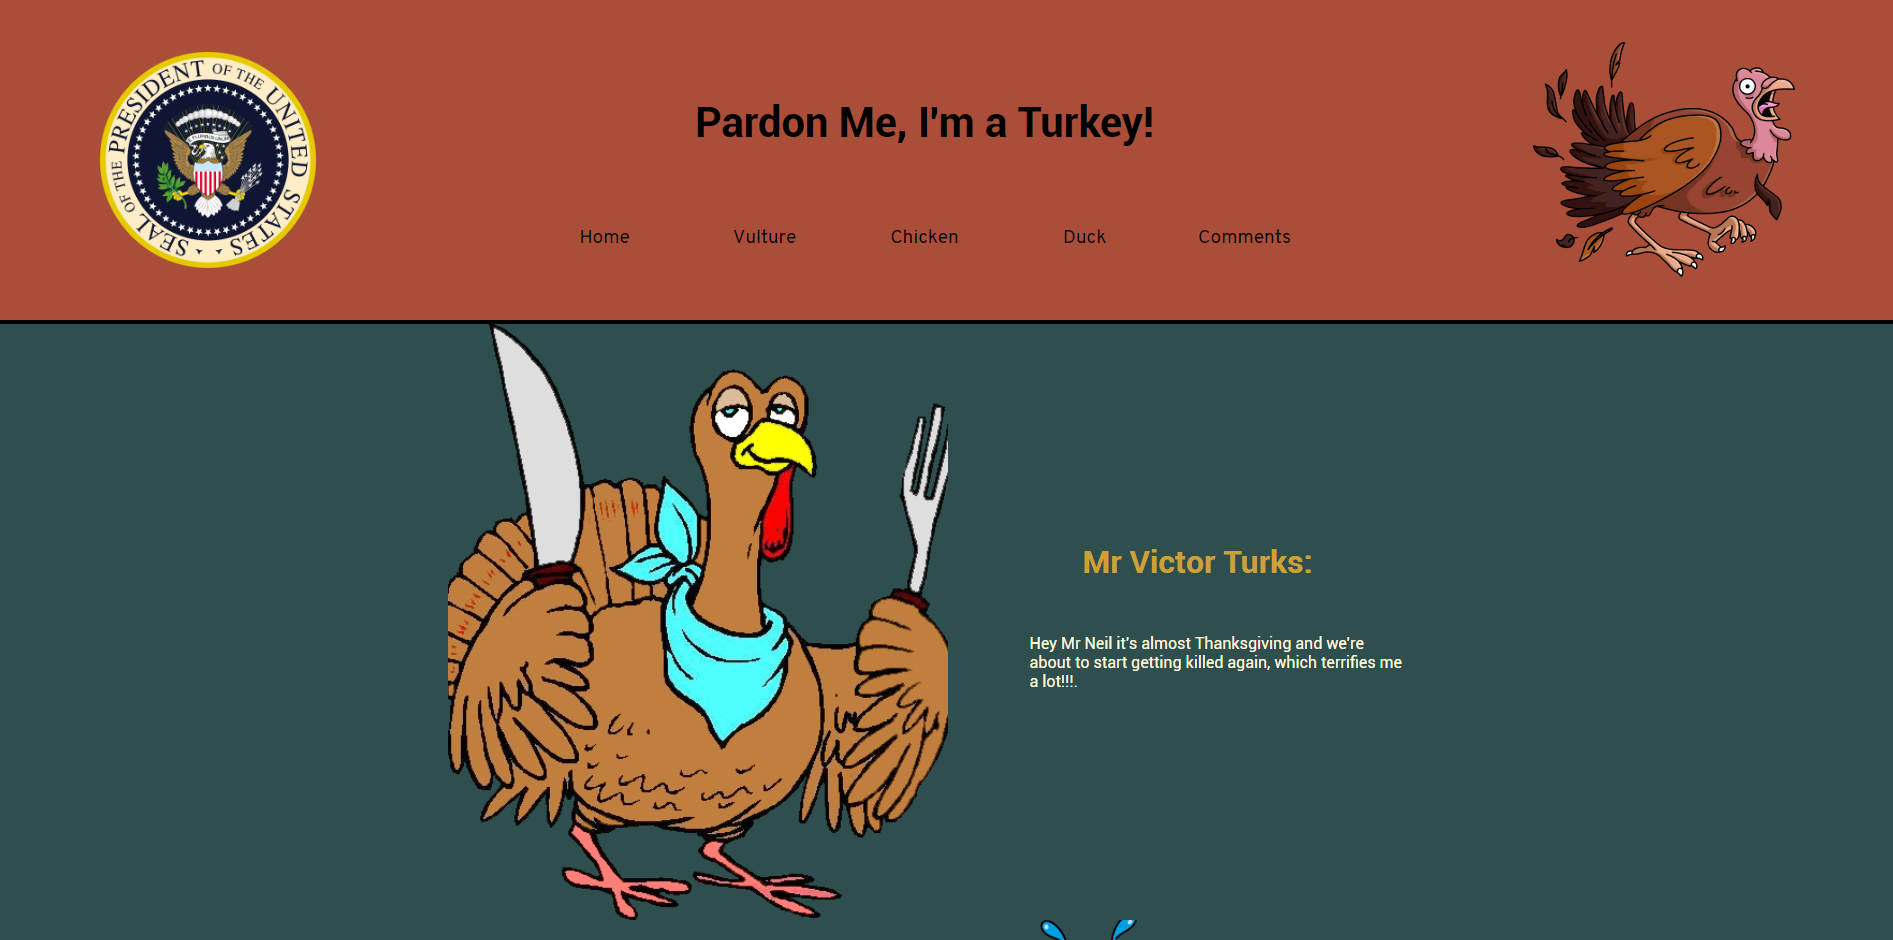 SEAL OF THE PRESIDENT OF THE UNITED STATES
Pardon Me, I'm a Turkey!
Home Vulture Chicken Duck Comments
Mr Victor Turks:
Hey Mr Neil it's almost Thanksgiving and we're
about to start getting killed again, which terrifies me
a lot!!!.